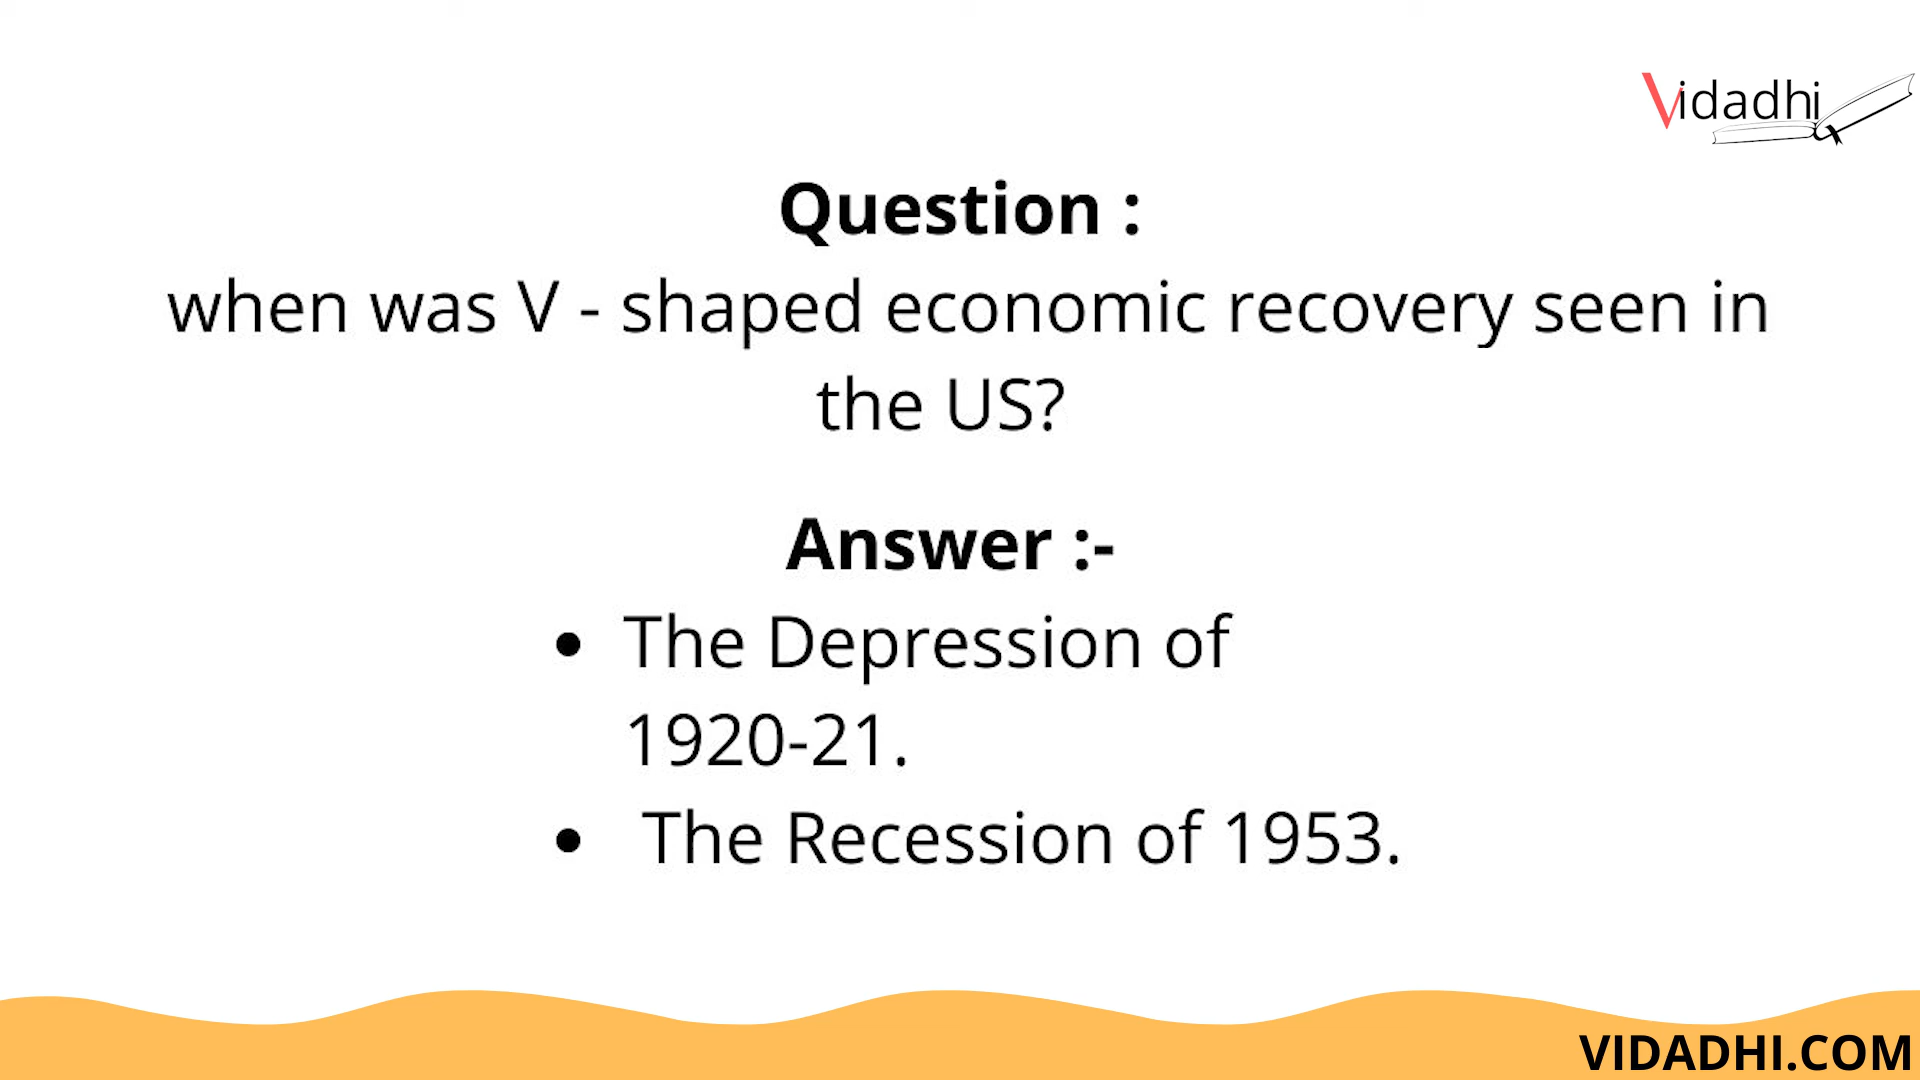 Vidadhi
Question :
when was V - shaped economic recovery seen in
the US?
Answer :-
• The Depression of
1920-21.
• The Recession of 1953.
VIDADHI.COM